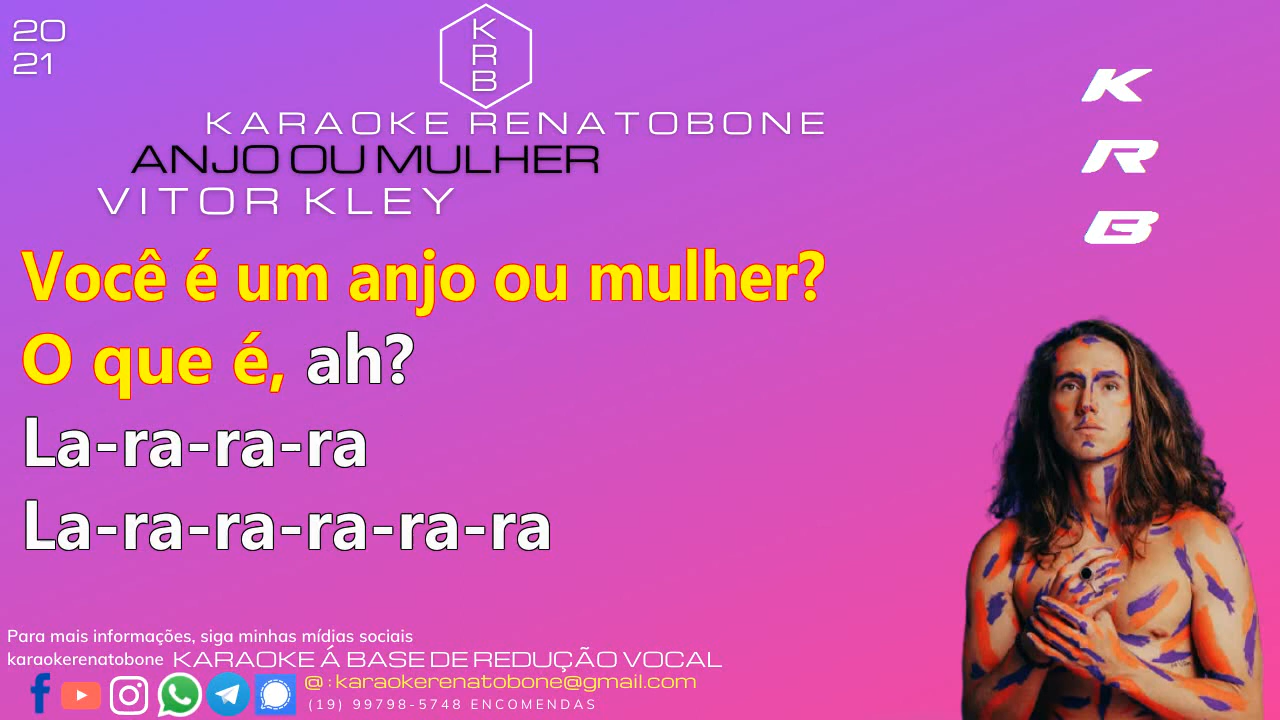 20
21
K
R
B
KARAOKE RENATOBONE
ANJO OU MULHER
VITOR KLEY
K
R
B
Você é um anjo ou mulher?
O que é, ah?
La-ra-ra-ra
La-ra-ra-ra-ra-ra
Para mais informações, siga minhas mídias sociais
karaokerenatobone KARAOKE Á BASE DE REDUÇÃO VOCAL
@ : karaokerenatobone@gmail.com
(19) 99798-5748 ENCOMENDAS